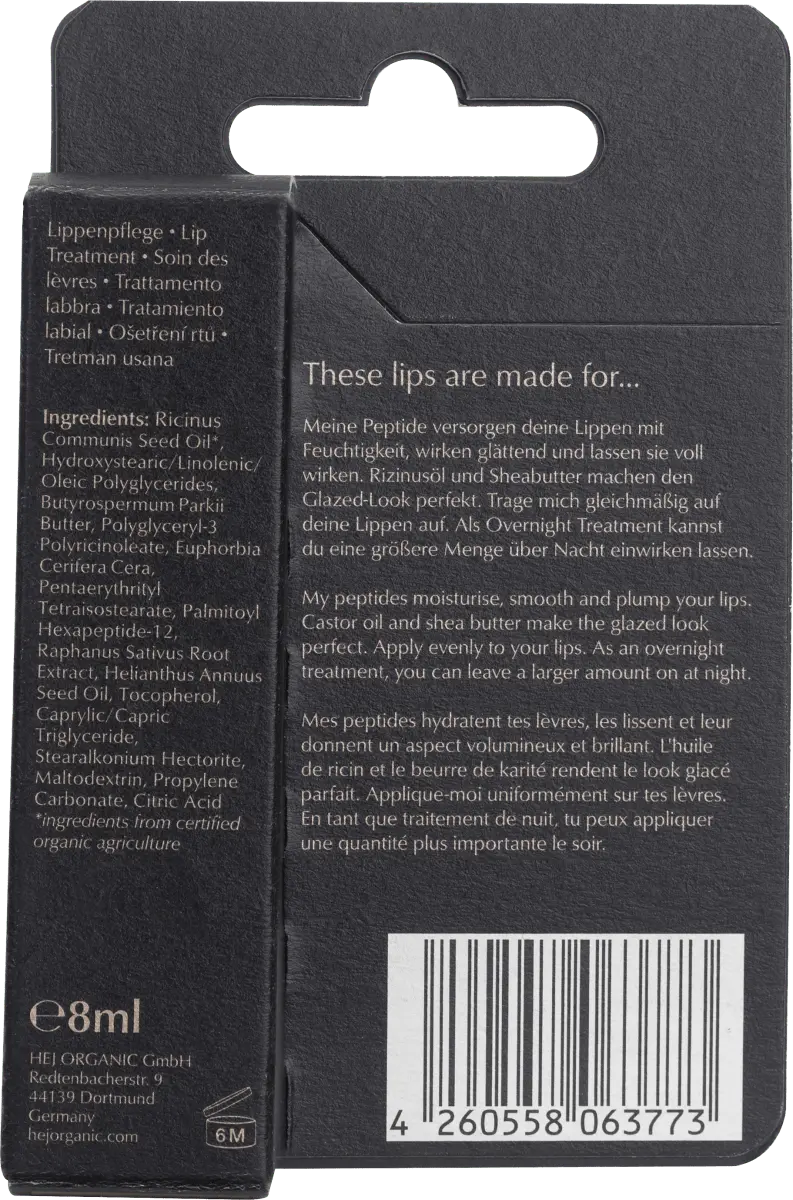 Lippenpflege • Lip
Treatment • Soin des
lèvres • Trattamento
labbra • Tratamiento
labial • Ošetření rtů •
Tretman usana
Ingredients: Ricinus
Communis Seed Oil*,
Hydroxystearic/Linolenic/
Oleic Polyglycerides,
Butyrospermum Parkii
Butter, Polyglyceryl-3
Polyricinoleate, Euphorbia
Cerifera Cera,
Pentaerythrityl
Tetraisostearate, Palmitoyl
Hexapeptide-12,
Raphanus Sativus Root
Extract, Helianthus Annuus
Seed Oil, Tocopherol,
Caprylic/Capric
Triglyceride,
Stearalkonium Hectorite,
Maltodextrin, Propylene
Carbonate, Citric Acid
*ingredients from certified
organic agriculture
℮8ml
HEJ ORGANIC GmbH
Redtenbacherstr. 9
44139 Dortmund
Germany
hejorganic.com
6M
These lips are made for...
Meine Peptide versorgen deine Lippen mit
Feuchtigkeit, wirken glättend und lassen sie voll
wirken. Rizinusöl und Sheabutter machen den
Glazed-Look perfekt. Trage mich gleichmäßig auf
deine Lippen auf. Als Overnight Treatment kannst
du eine größere Menge über Nacht einwirken lassen.
My peptides moisturise, smooth and plump your lips.
Castor oil and shea butter make the glazed look
perfect. Apply evenly to your lips. As an overnight
treatment, you can leave a larger amount on at night.
Mes peptides hydratent tes lèvres, les lissent et leur
donnent un aspect volumineux et brillant. L'huile
de ricin et le beurre de karité rendent le look glacé
parfait. Applique-moi uniformément sur tes lèvres.
En tant que traitement de nuit, tu peux appliquer
une quantité plus importante le soir.
4 260558 063773